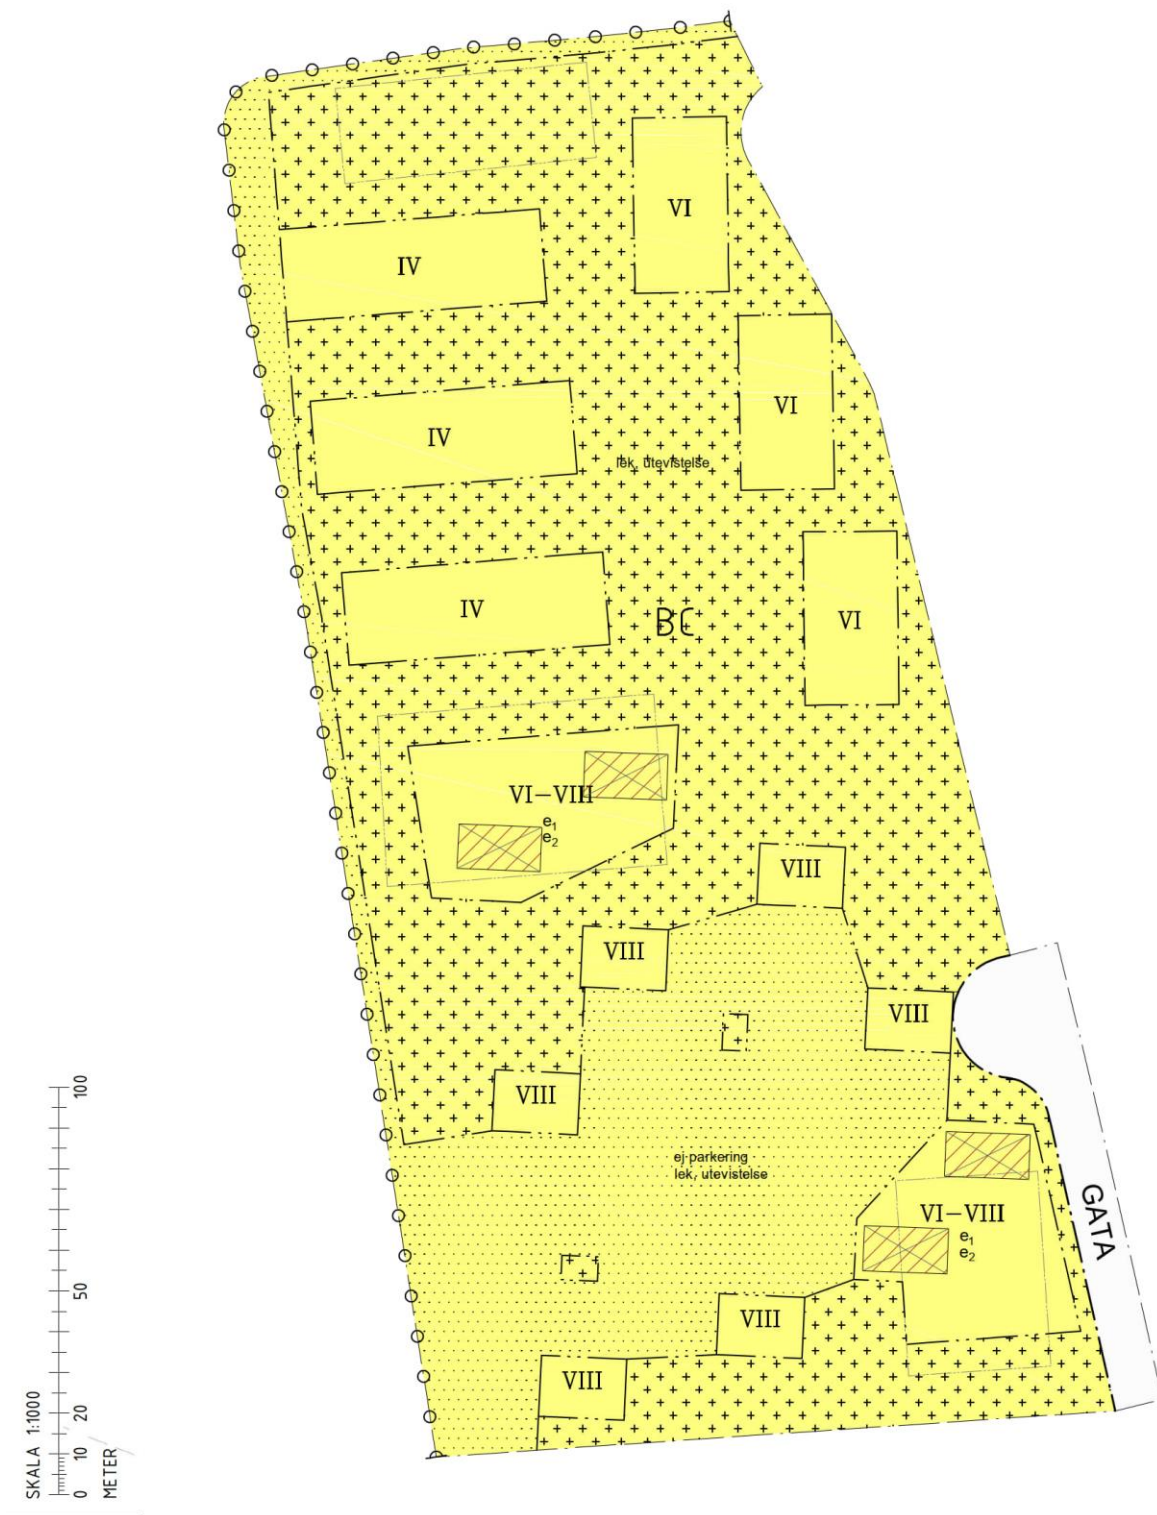 VI
IV
VI
IV
lek, utevistelse
IV
BC
VI
VI–VIII
e1
e2
VIII
VIII
VIII
VIII
ej parkering
lek, utevistelse
VI–VIII
e1
e2
GATA
VIII
VIII
SKALA 1:1000
0 10 20 50 100
METER